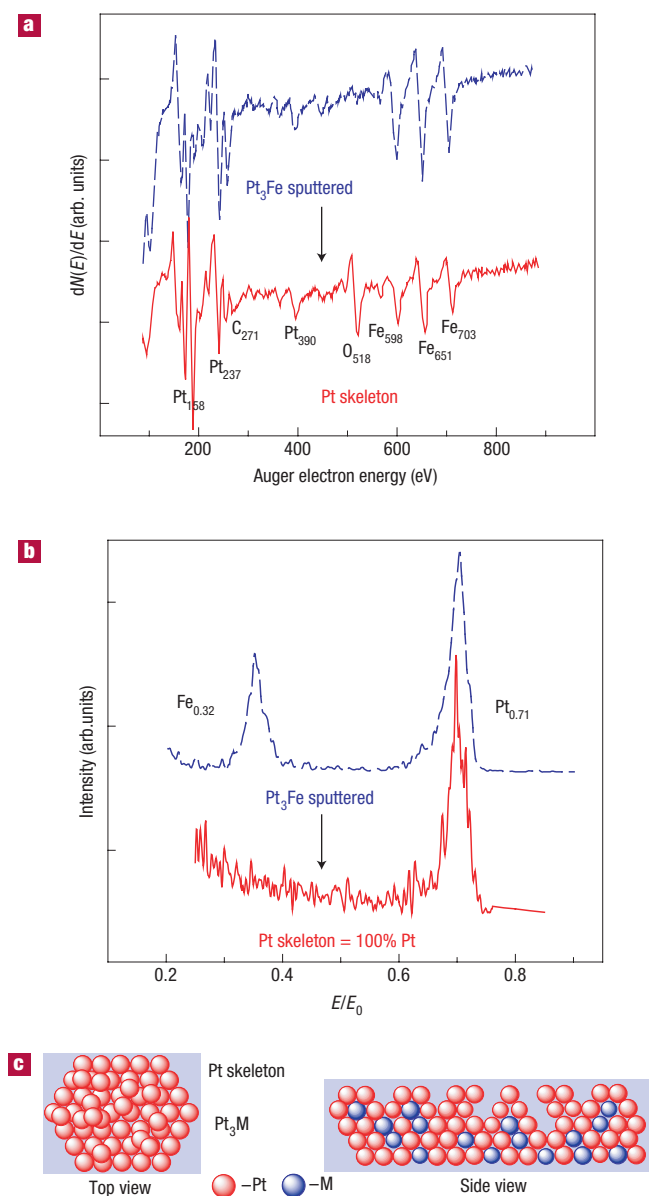 a
dN(E)/dE (arb. units)
Pt₃Fe sputtered
C₂₇₁
Pt₃₉₀
O₅₁₈
Fe₅₉₈
Fe₆₅₁
Fe₇₀₃
Pt₂₃₇
Pt₁₅₈
Pt skeleton
200 400 600 800
Auger electron energy (eV)
b
Intensity (arb.units)
Fe₀.₃₂
Pt₀.₇₁
Pt₃Fe sputtered
Pt skeleton = 100% Pt
0.2 0.4 0.6 0.8
E/E₀
c
Pt skeleton
Pt₃M
Top view
–Pt –M
Side view